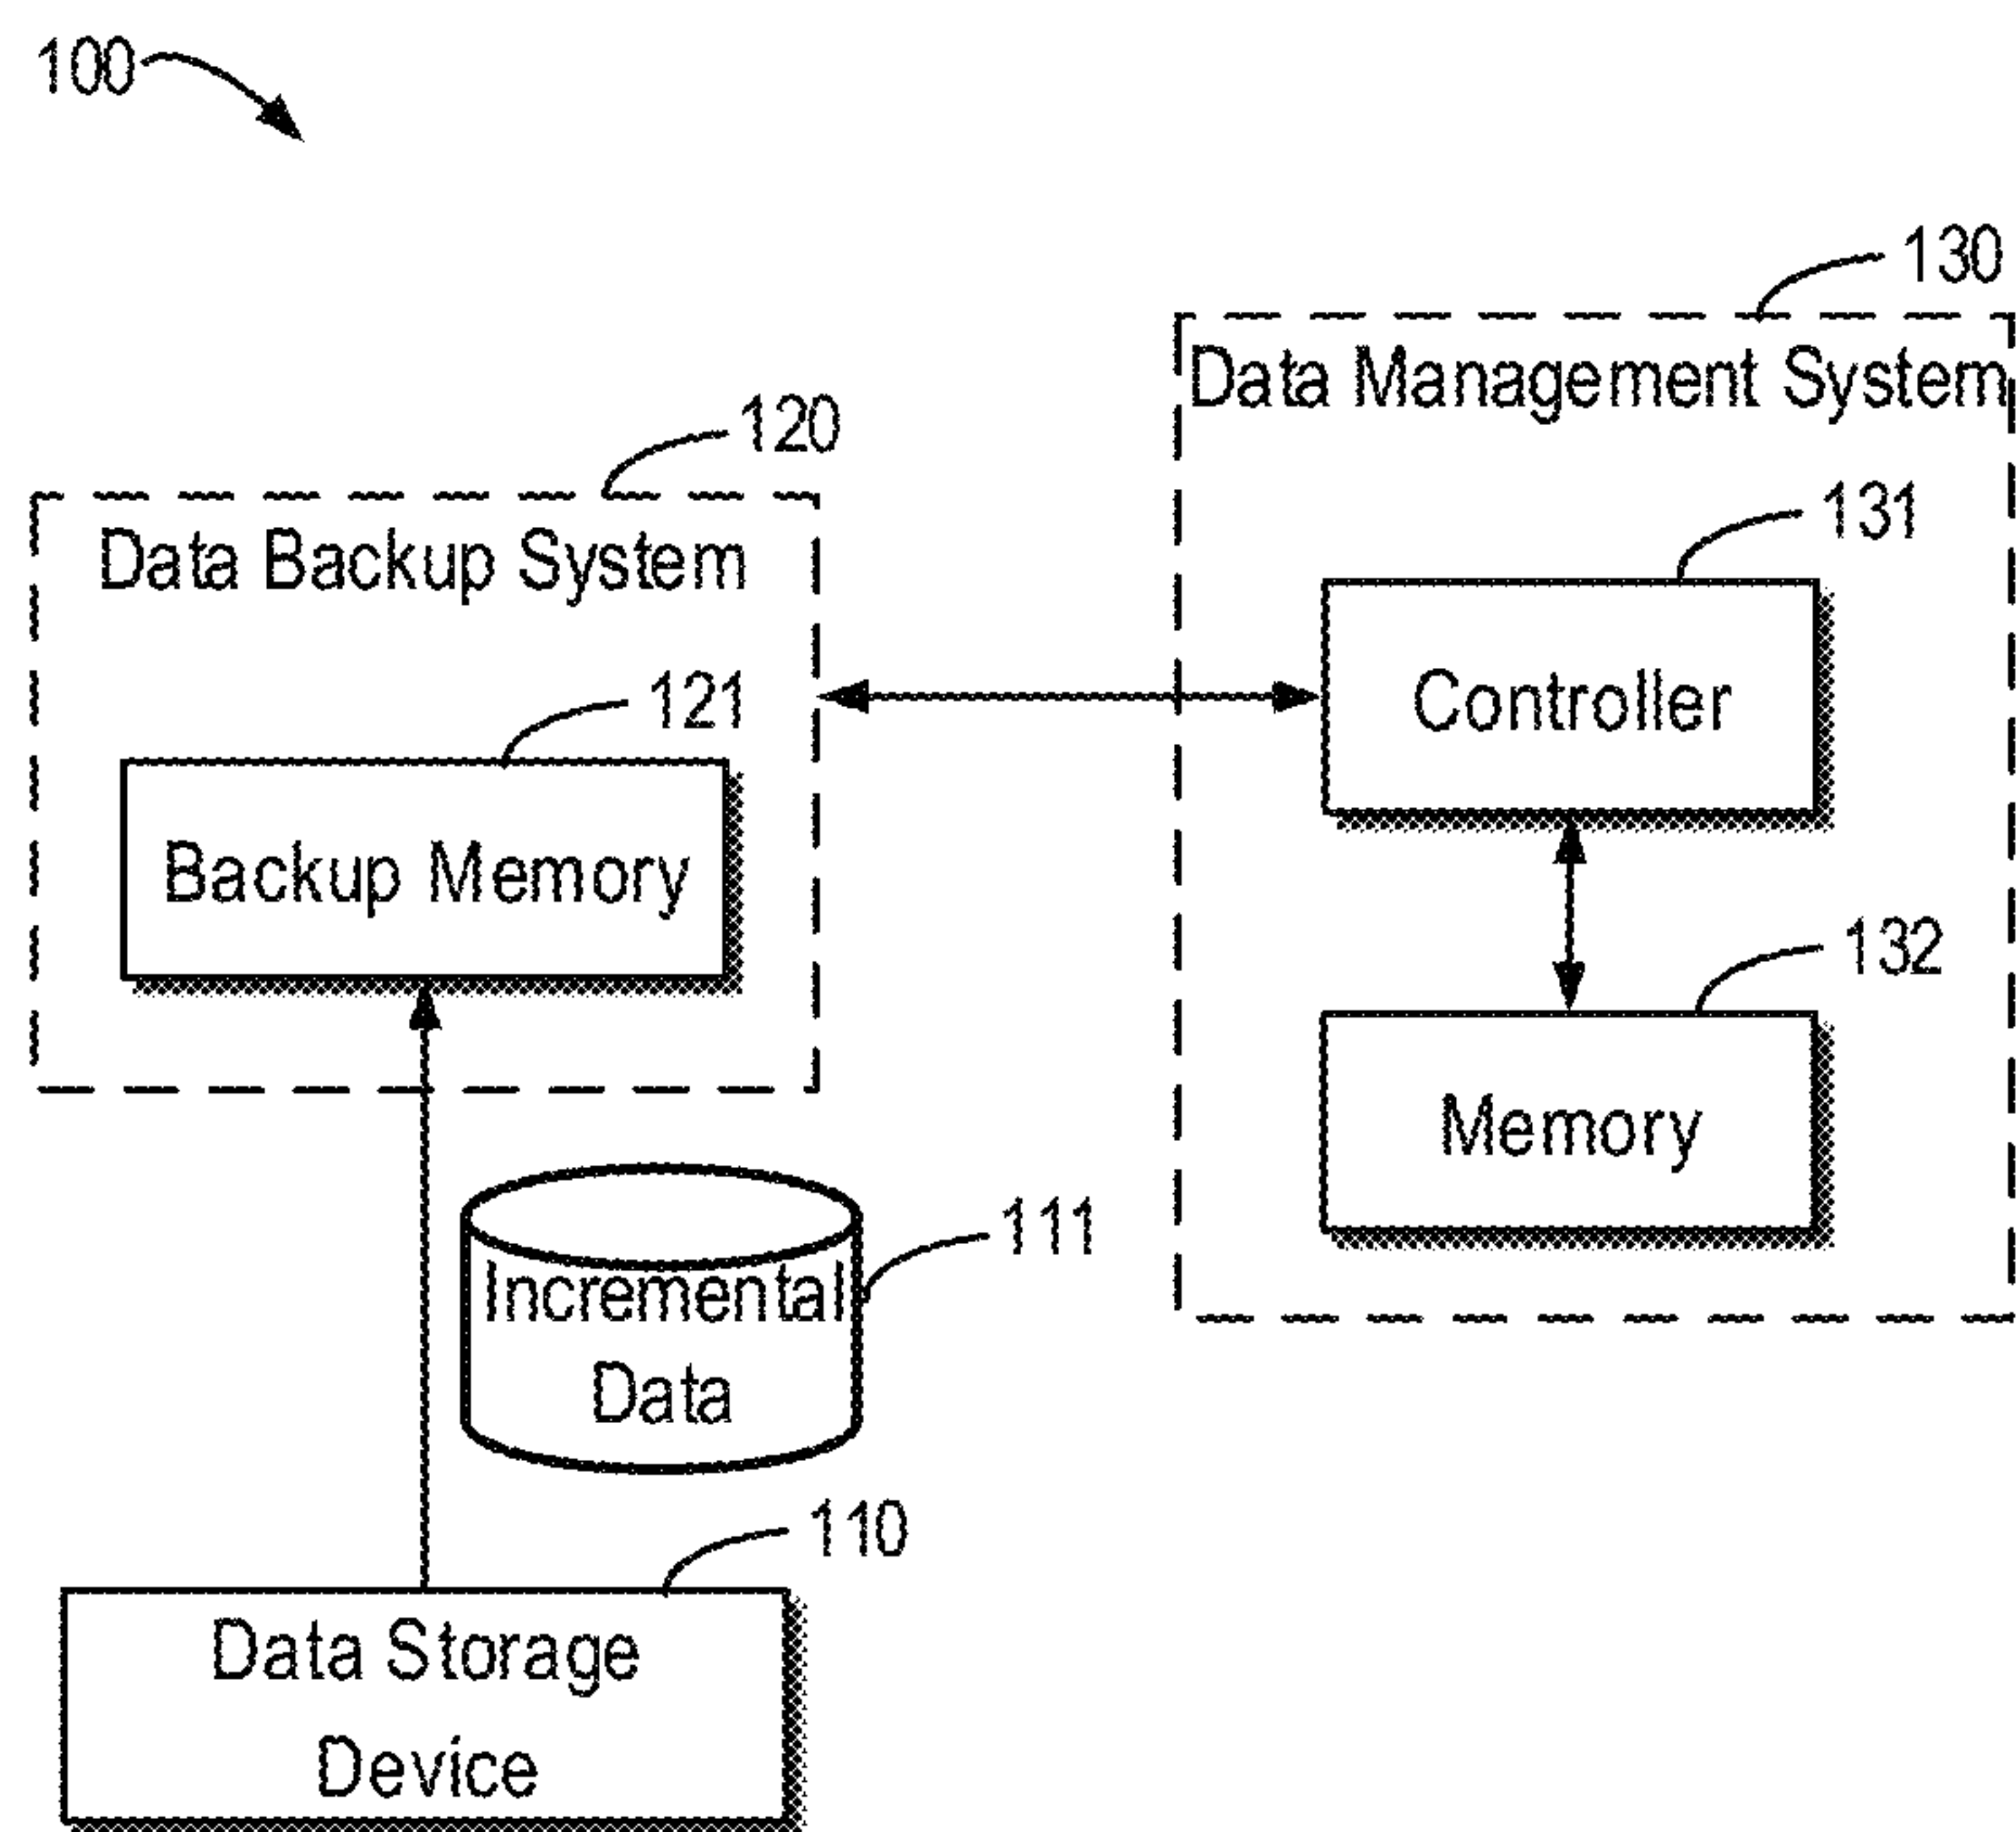 100
130
Data Management System
120
131
Data Backup System
Controller
121
Backup Memory
132
Memory
111
Incremental
Data
110
Data Storage
Device